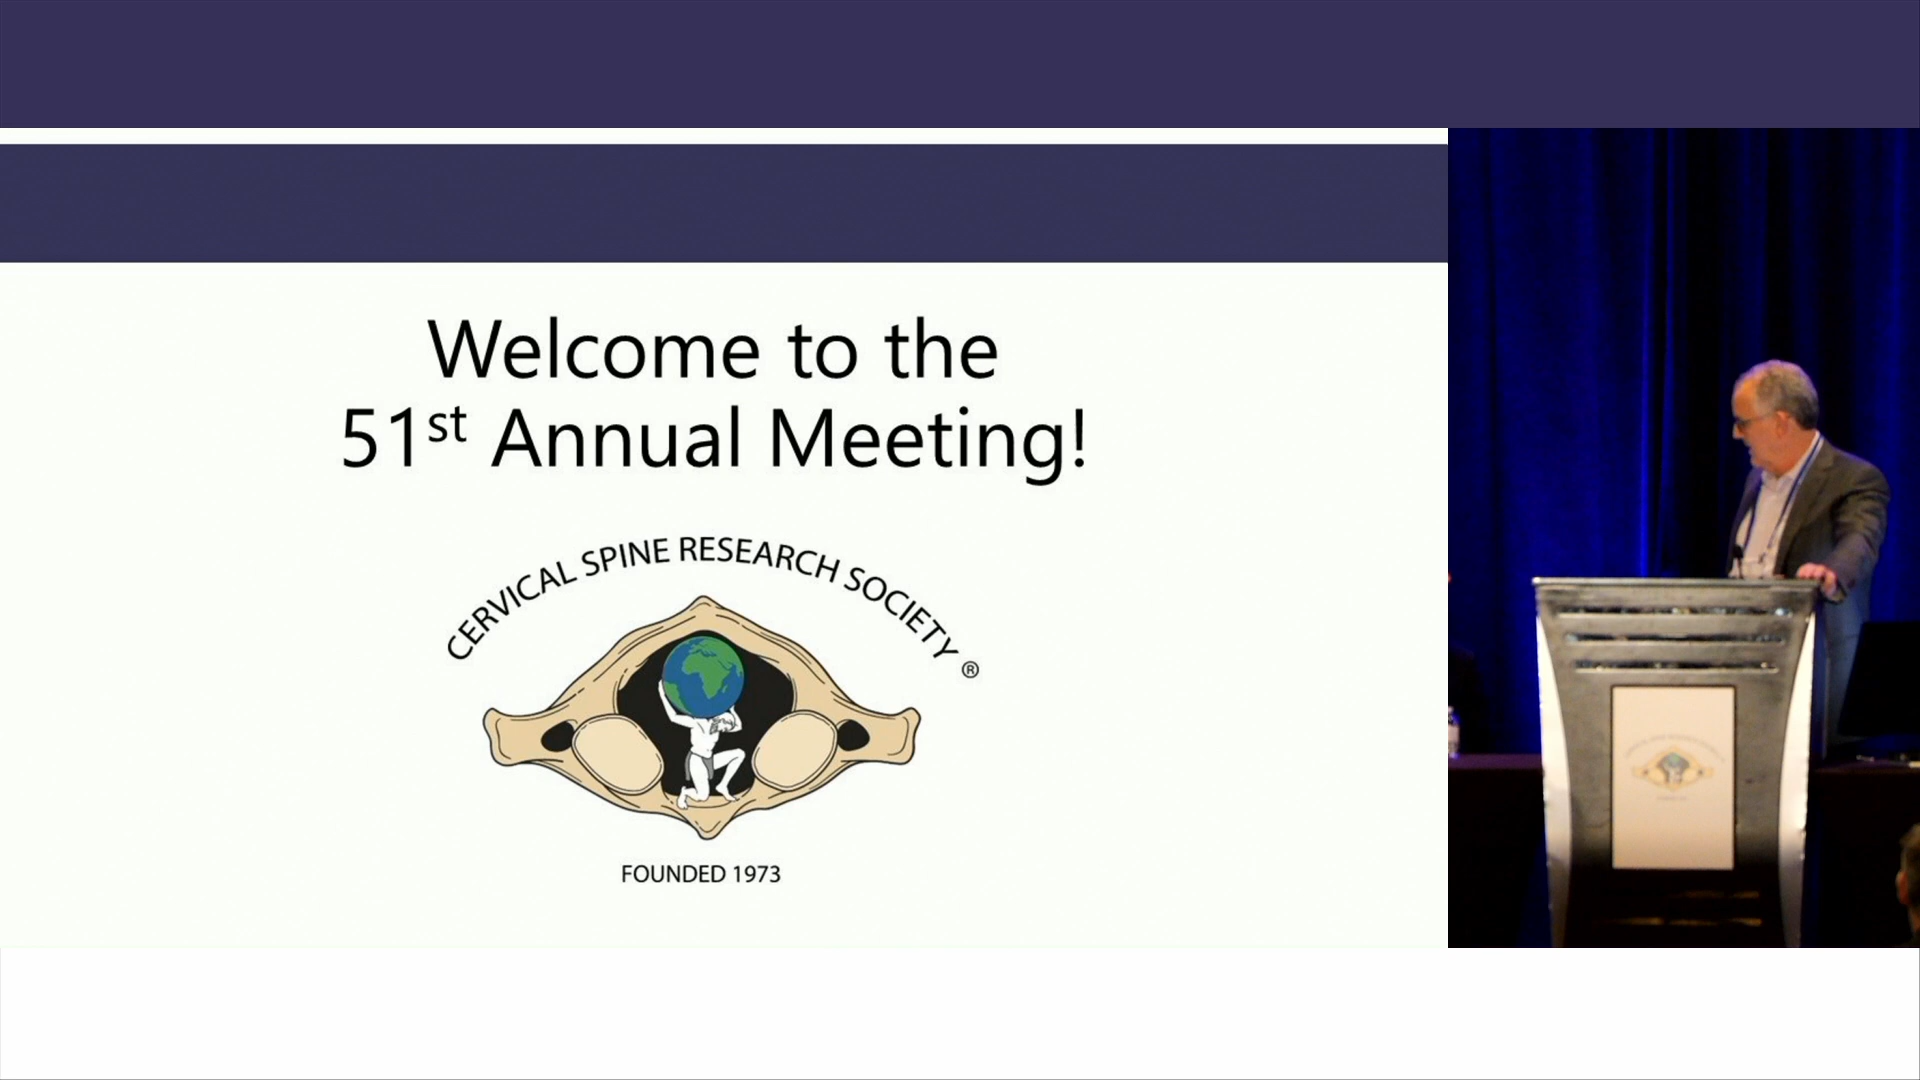 Welcome to the
51st Annual Meeting!
CERVICAL SPINE RESEARCH SOCIETY ®
FOUNDED 1973